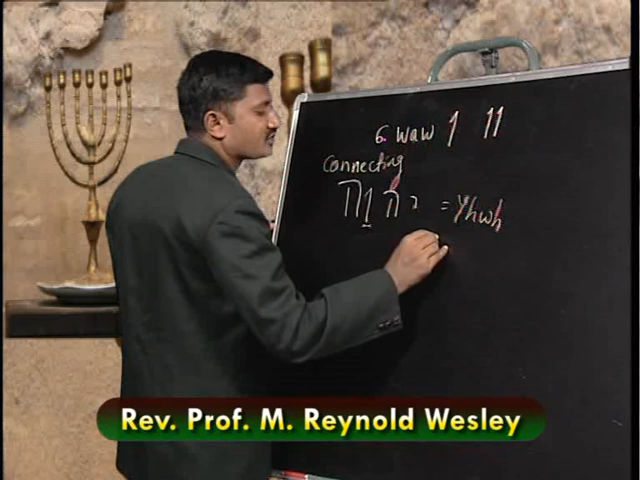 6. waw ו וו
Connecting
יהוה = Yhwh
Rev. Prof. M. Reynold Wesley